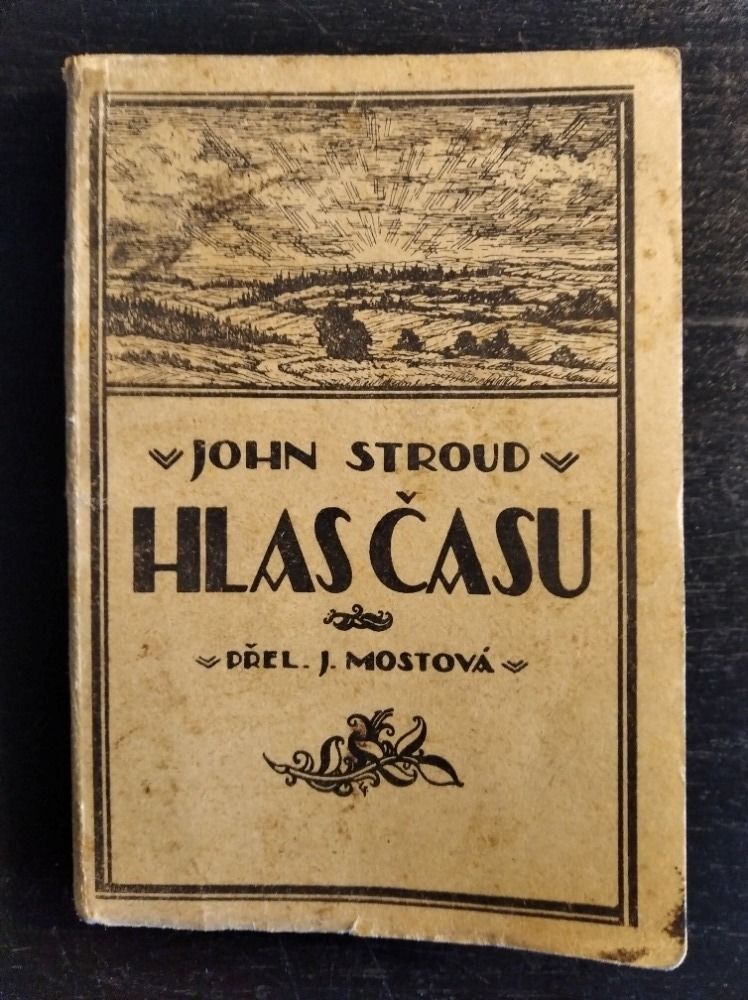 JOHN STROUD
HLAS ČASU
PŘEL. J. MOSTOVÁ